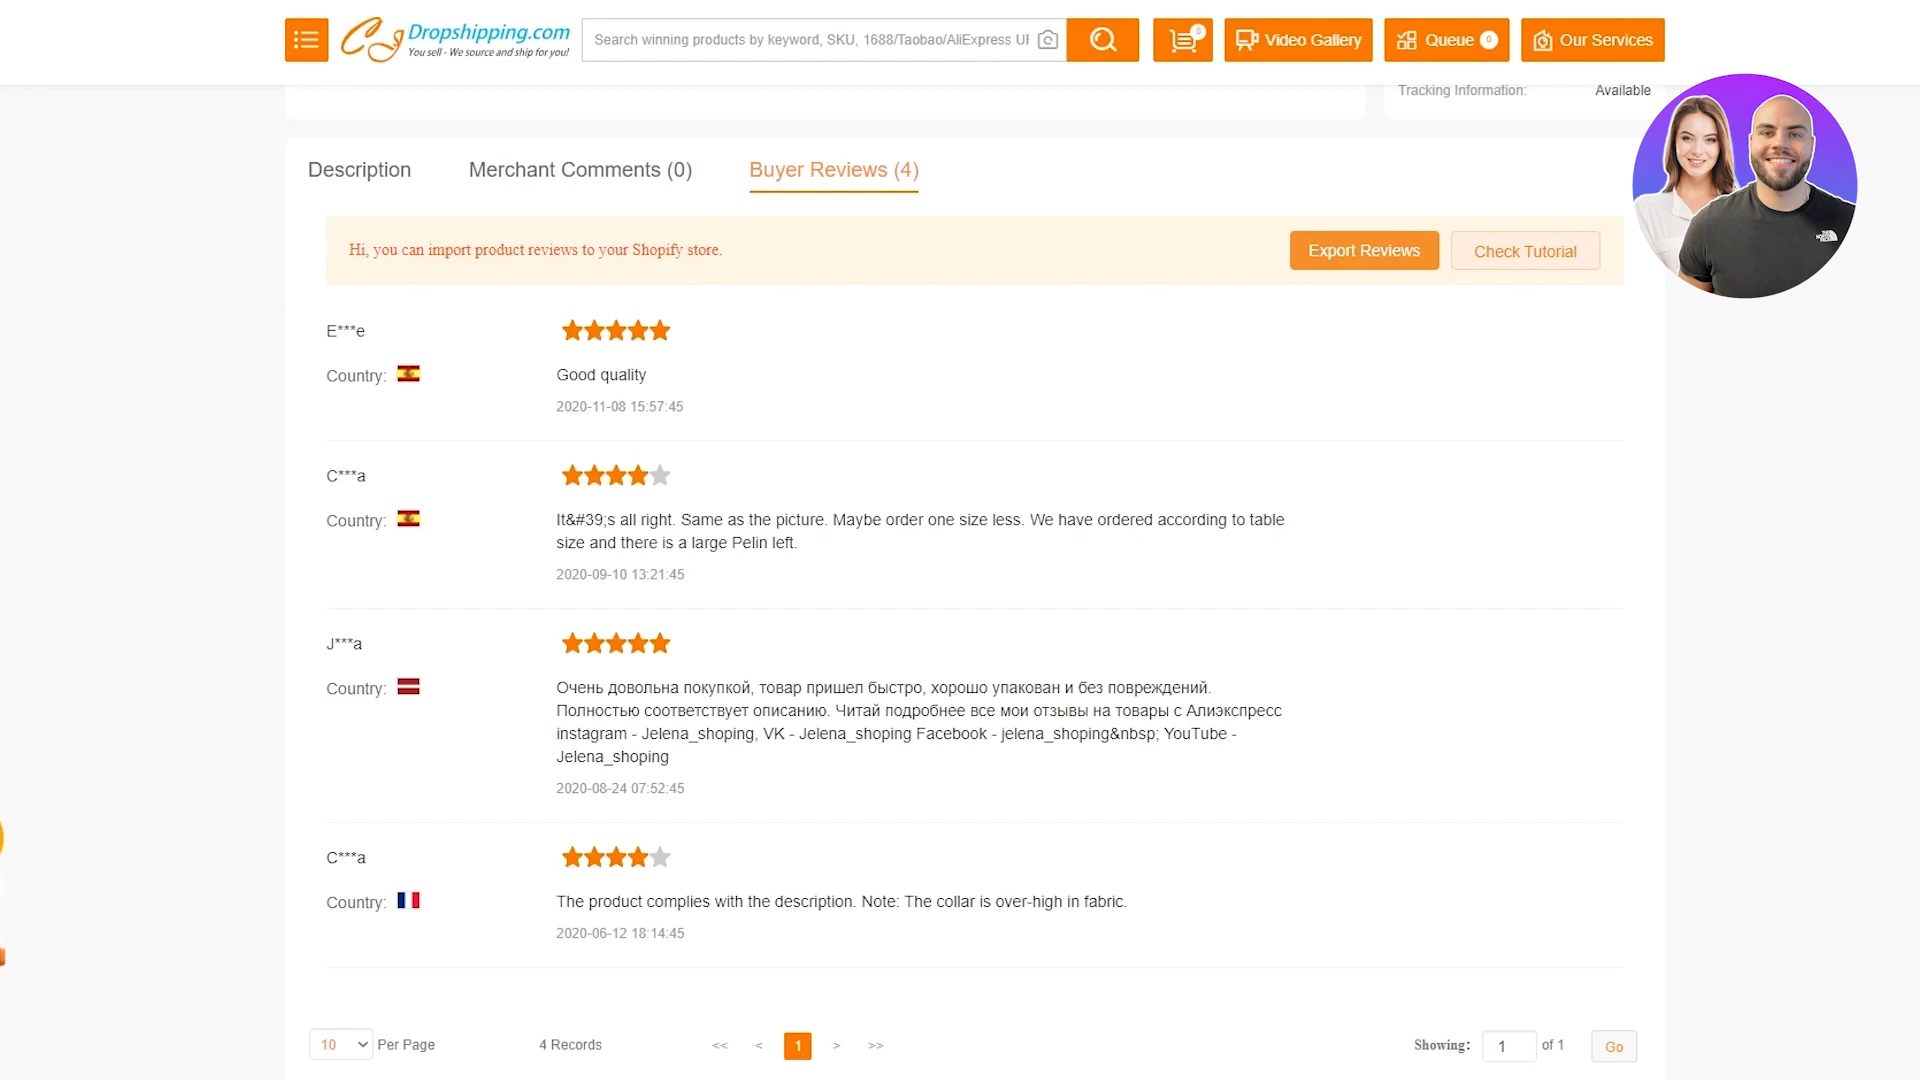 CJ Dropshipping.com
You sell - We source and ship for you!
Search winning products by keyword, SKU, 1688/Taobao/AliExpress UR
0
Video Gallery
Queue 0
Our Services
Tracking Information: Available
Description
Merchant Comments (0)
Buyer Reviews (4)
Hi, you can import product reviews to your Shopify store.
Export Reviews
Check Tutorial
E***e
Country:
Good quality
2020-11-08 15:57:45
C***a
Country:
It&#39;s all right. Same as the picture. Maybe order one size less. We have ordered according to table
size and there is a large Pelin left.
2020-09-10 13:21:45
J***a
Country:
Очень довольна покупкой, товар пришел быстро, хорошо упакован и без повреждений.
Полностью соответствует описанию. Читай подробнее все мои отзывы на товары с Алиэкспресс
instagram - Jelena_shoping, VK - Jelena_shoping Facebook - jelena_shoping&nbsp; YouTube -
Jelena_shoping
2020-08-24 07:52:45
C***a
Country:
The product complies with the description. Note: The collar is over-high in fabric.
2020-06-12 18:14:45
10 Per Page
4 Records
<< < 1 > >>
Showing: 1 of 1 Go